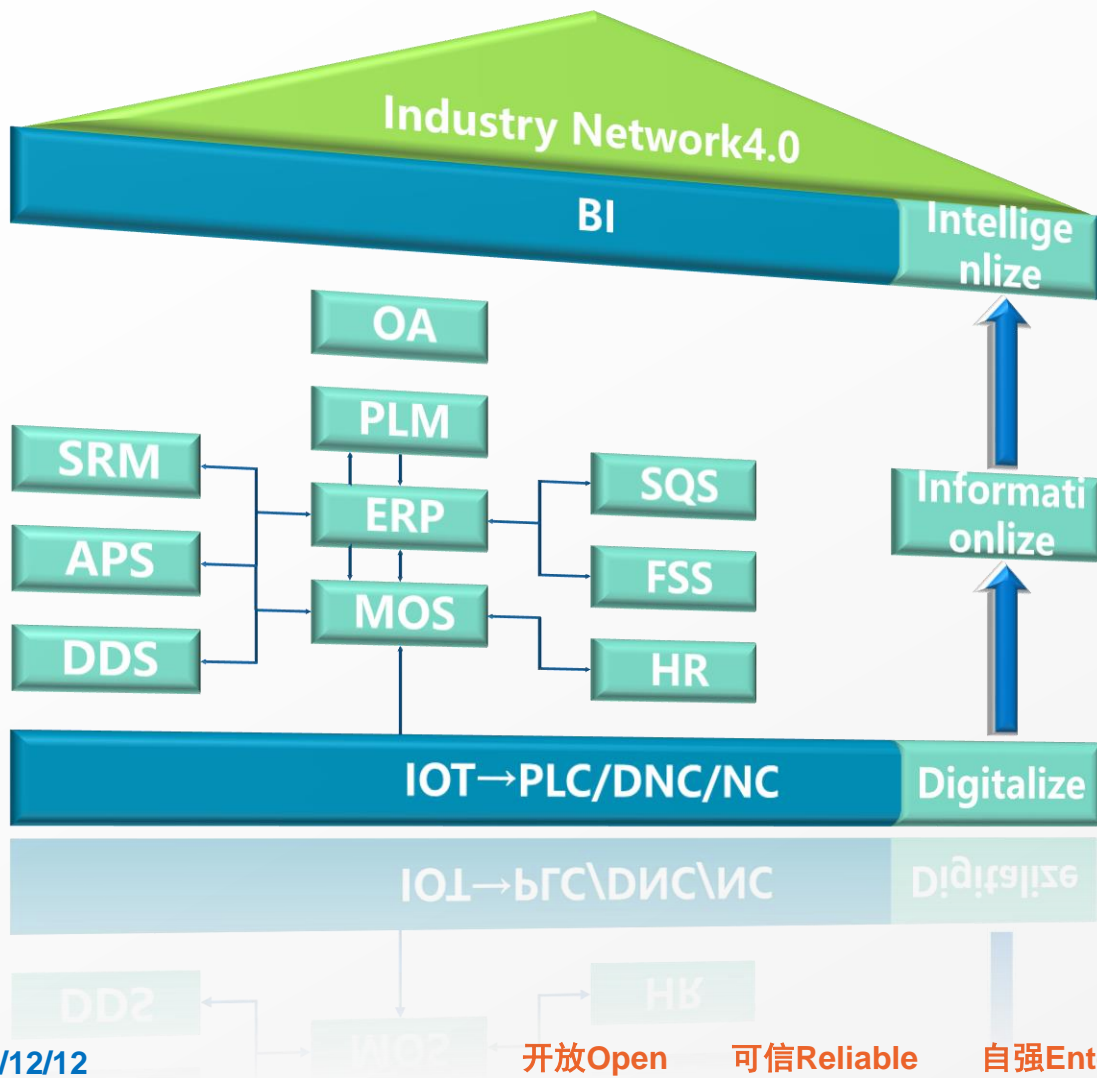 Industry Network4.0
BI
Intellige
nlize
OA
PLM
SRM
SQS
ERP
Informati
onlize
APS
FSS
MOS
DDS
HR
IOT→PLC/DNC/NC
Digitalize
/12/12
开放Open 可信Reliable 自强Ent